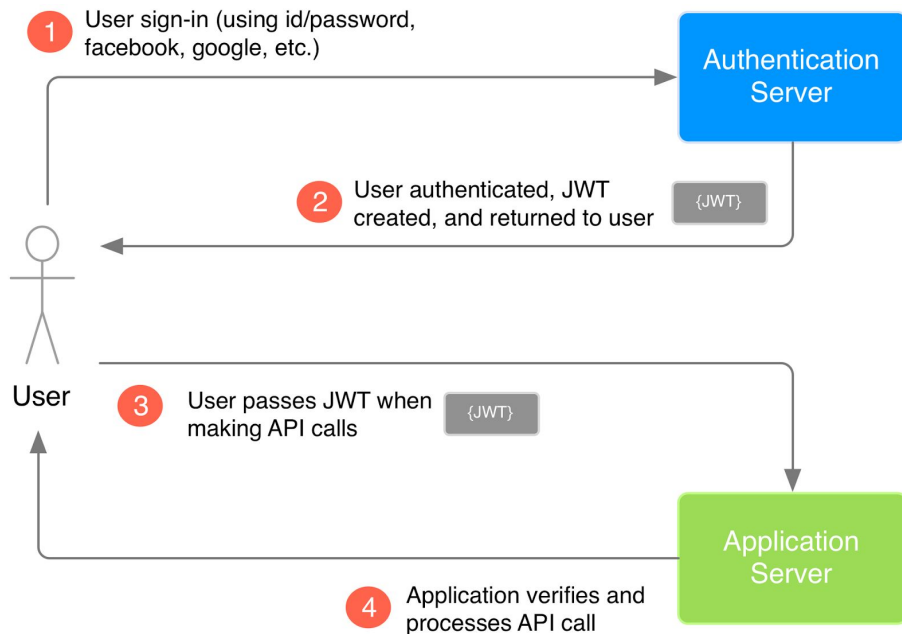 1
User sign-in (using id/password,
facebook, google, etc.)
Authentication
Server
2
User authenticated, JWT
created, and returned to user
{JWT}
User
3
User passes JWT when
making API calls
{JWT}
Application
Server
4
Application verifies and
processes API call